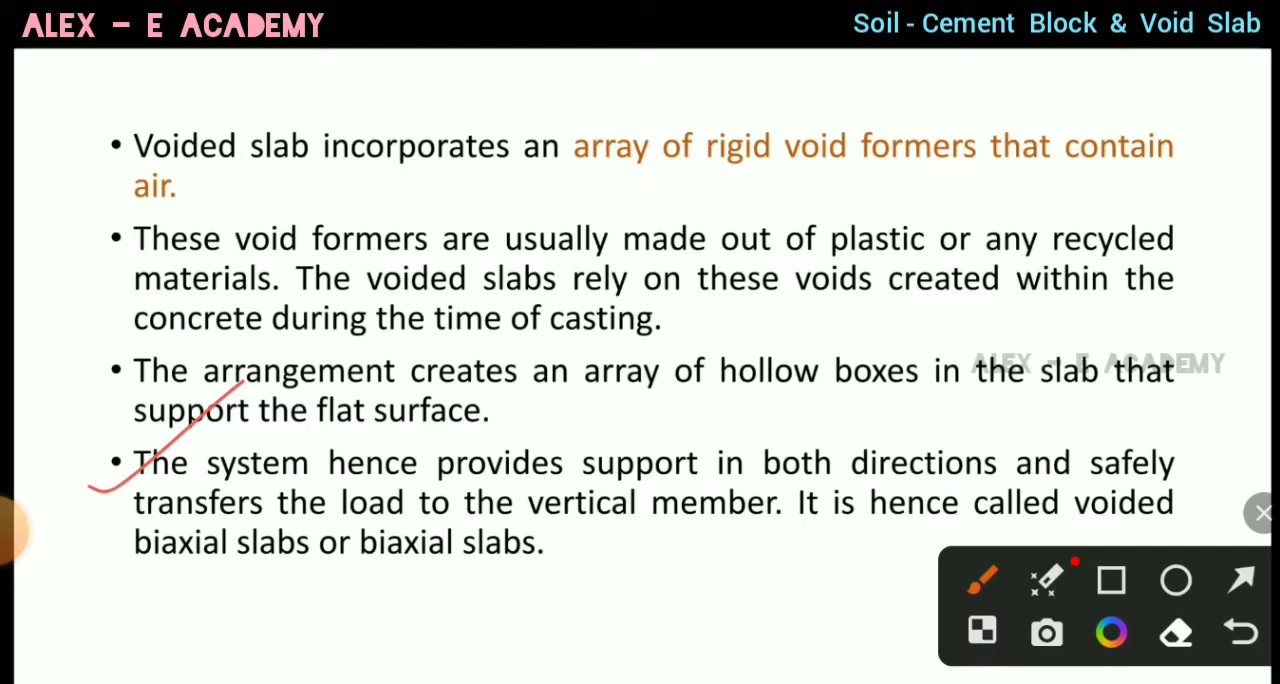 ALEX - E ACADEMY
Soil - Cement Block & Void Slab
• Voided slab incorporates an array of rigid void formers that contain
air.
• These void formers are usually made out of plastic or any recycled
materials. The voided slabs rely on these voids created within the
concrete during the time of casting.
• The arrangement creates an array of hollow boxes in the slab that
support the flat surface.
ALEX - E ACADEMY
• The system hence provides support in both directions and safely
transfers the load to the vertical member. It is hence called voided
biaxial slabs or biaxial slabs.